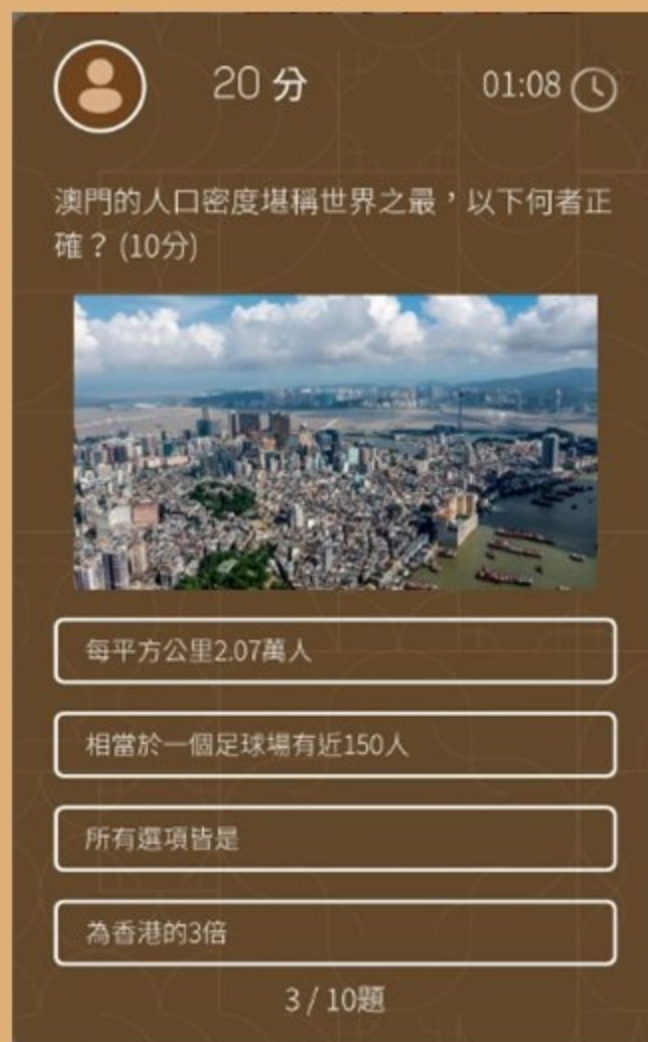 20 分
01:08
澳門的人口密度堪稱世界之最，以下何者正
確？ (10分)
每平方公里2.07萬人
相當於一個足球場有近150人
所有選項皆是
為香港的3倍
3 / 10題